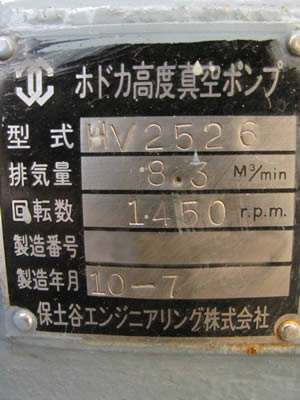 ホドカ高度真空ポンプ
型式 HV2526
排気量 8.3 M³/min
回転数 1450 r.p.m.
製造番号
製造年月 10-7
保土谷エンジニアリング株式会社